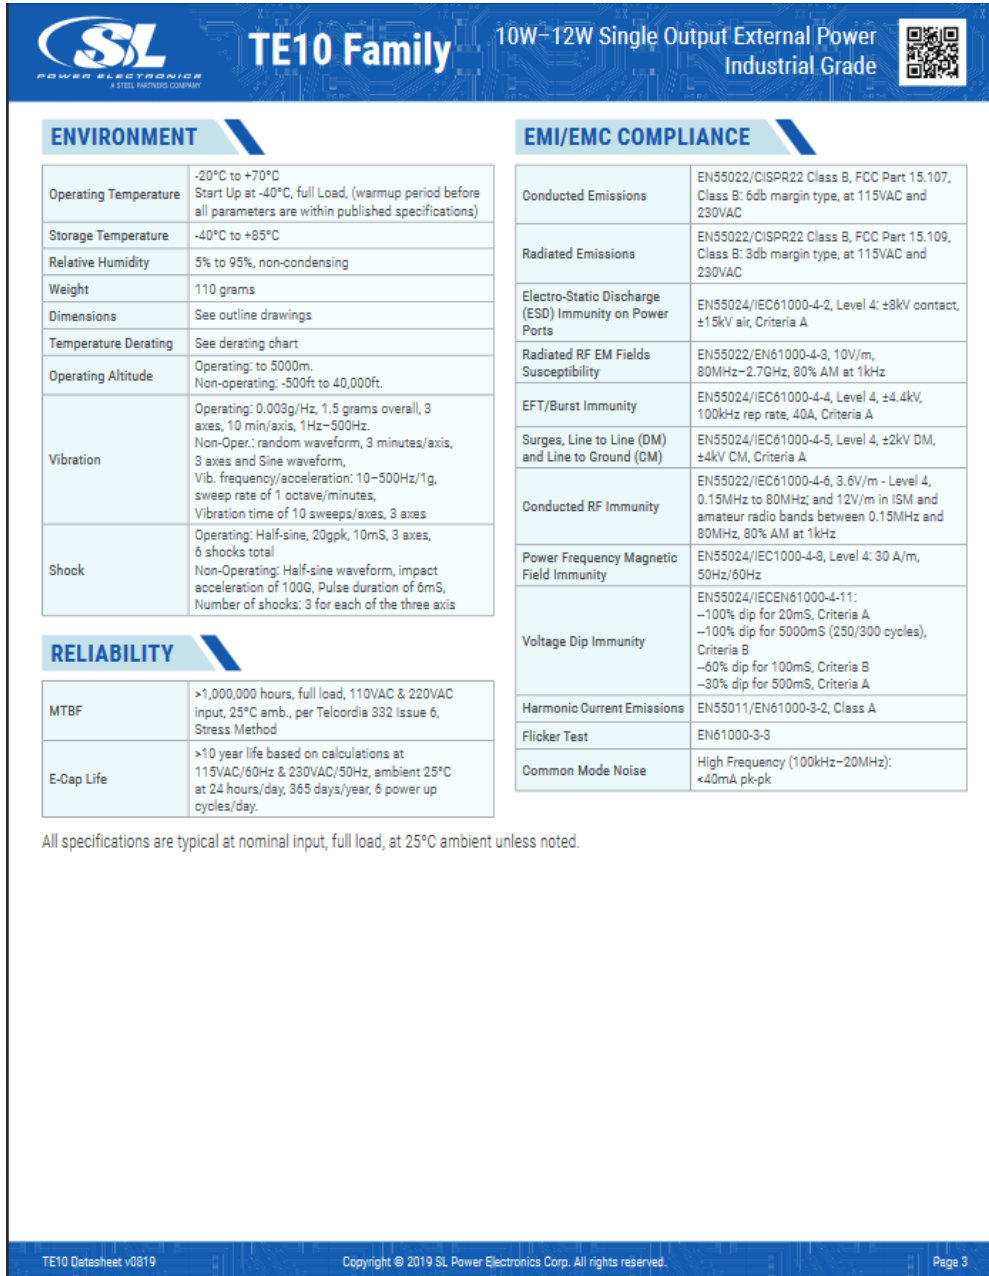 SL
POWER ELECTRONICS
A STEEL PARTNERS COMPANY
TE10 Family
10W–12W Single Output External Power
Industrial Grade
ENVIRONMENT
Operating Temperature
-20°C to +70°C
Start Up at -40°C, full Load, (warmup period before
all parameters are within published specifications)
Storage Temperature
-40°C to +85°C
Relative Humidity
5% to 95%, non-condensing
Weight
110 grams
Dimensions
See outline drawings
Temperature Derating
See derating chart
Operating Altitude
Operating: to 5000m.
Non-operating: -500ft to 40,000ft.
Vibration
Operating: 0.003g/Hz, 1.5 grams overall, 3
axes, 10 min/axis, 1Hz–500Hz.
Non-Oper.: random waveform, 3 minutes/axis,
3 axes and Sine waveform,
Vib. frequency/acceleration: 10–500Hz/1g,
sweep rate of 1 octave/minutes,
Vibration time of 10 sweeps/axes, 3 axes
Shock
Operating: Half-sine, 20gpk, 10mS, 3 axes,
6 shocks total
Non-Operating: Half-sine waveform, impact
acceleration of 100G, Pulse duration of 6mS,
Number of shocks: 3 for each of the three axis
RELIABILITY
MTBF
>1,000,000 hours, full load, 110VAC & 220VAC
input, 25°C amb., per Telcordia 332 Issue 6,
Stress Method
E-Cap Life
>10 year life based on calculations at
115VAC/60Hz & 230VAC/50Hz, ambient 25°C
at 24 hours/day, 365 days/year, 6 power up
cycles/day.
EMI/EMC COMPLIANCE
Conducted Emissions
EN55022/CISPR22 Class B, FCC Part 15.107,
Class B: 6db margin type, at 115VAC and
230VAC
Radiated Emissions
EN55022/CISPR22 Class B, FCC Part 15.109,
Class B: 3db margin type, at 115VAC and
230VAC
Electro-Static Discharge
(ESD) Immunity on Power
Ports
EN55024/IEC61000-4-2, Level 4: ±8kV contact,
±15kV air, Criteria A
Radiated RF EM Fields
Susceptibility
EN55022/EN61000-4-3, 10V/m,
80MHz–2.7GHz, 80% AM at 1kHz
EFT/Burst Immunity
EN55024/IEC61000-4-4, Level 4, ±4.4kV,
100kHz rep rate, 40A, Criteria A
Surges, Line to Line (DM)
and Line to Ground (CM)
EN55024/IEC61000-4-5, Level 4, ±2kV DM,
±4kV CM, Criteria A
Conducted RF Immunity
EN55022/IEC61000-4-6, 3.6V/m - Level 4,
0.15MHz to 80MHz; and 12V/m in ISM and
amateur radio bands between 0.15MHz and
80MHz, 80% AM at 1kHz
Power Frequency Magnetic
Field Immunity
EN55024/IEC1000-4-8, Level 4: 30 A/m,
50Hz/60Hz
Voltage Dip Immunity
EN55024/IECEN61000-4-11:
--100% dip for 20mS, Criteria A
--100% dip for 5000mS (250/300 cycles),
Criteria B
--60% dip for 100mS, Criteria B
--30% dip for 500mS, Criteria A
Harmonic Current Emissions
EN55011/EN61000-3-2, Class A
Flicker Test
EN61000-3-3
Common Mode Noise
High Frequency (100kHz–20MHz):
<40mA pk-pk
All specifications are typical at nominal input, full load, at 25°C ambient unless noted.
TE10 Datasheet v0819
Copyright © 2019 SL Power Electronics Corp. All rights reserved.
Page 3